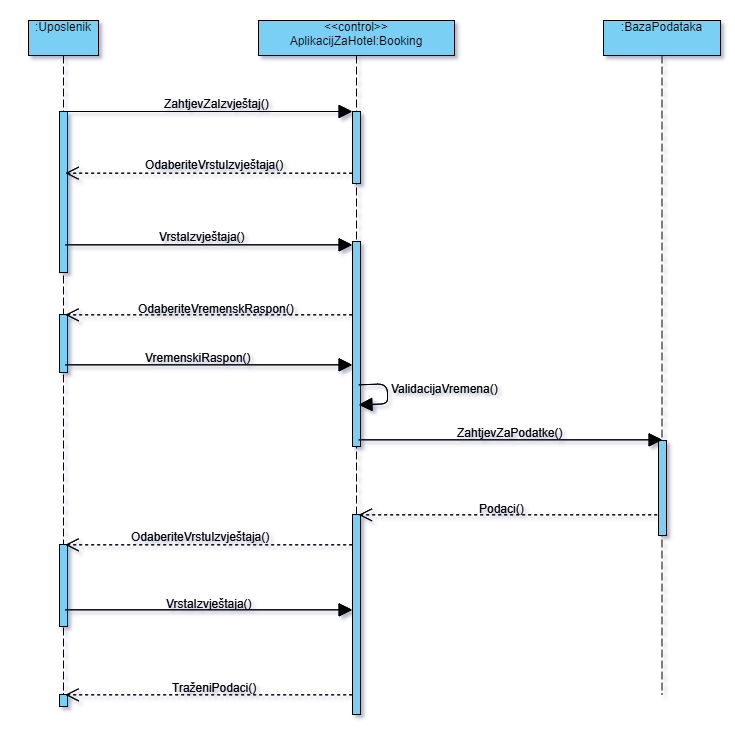 :Uposlenik
<<control>>
AplikacijZaHotel:Booking
:BazaPodataka
ZahtjevZaIzvještaj()
OdaberiteVrstuIzvještaja()
VrstaIzvještaja()
OdaberiteVremenskRaspon()
VremenskiRaspon()
ValidacijaVremena()
ZahtjevZaPodatke()
Podaci()
OdaberiteVrstuIzvještaja()
VrstaIzvještaja()
TraženiPodaci()